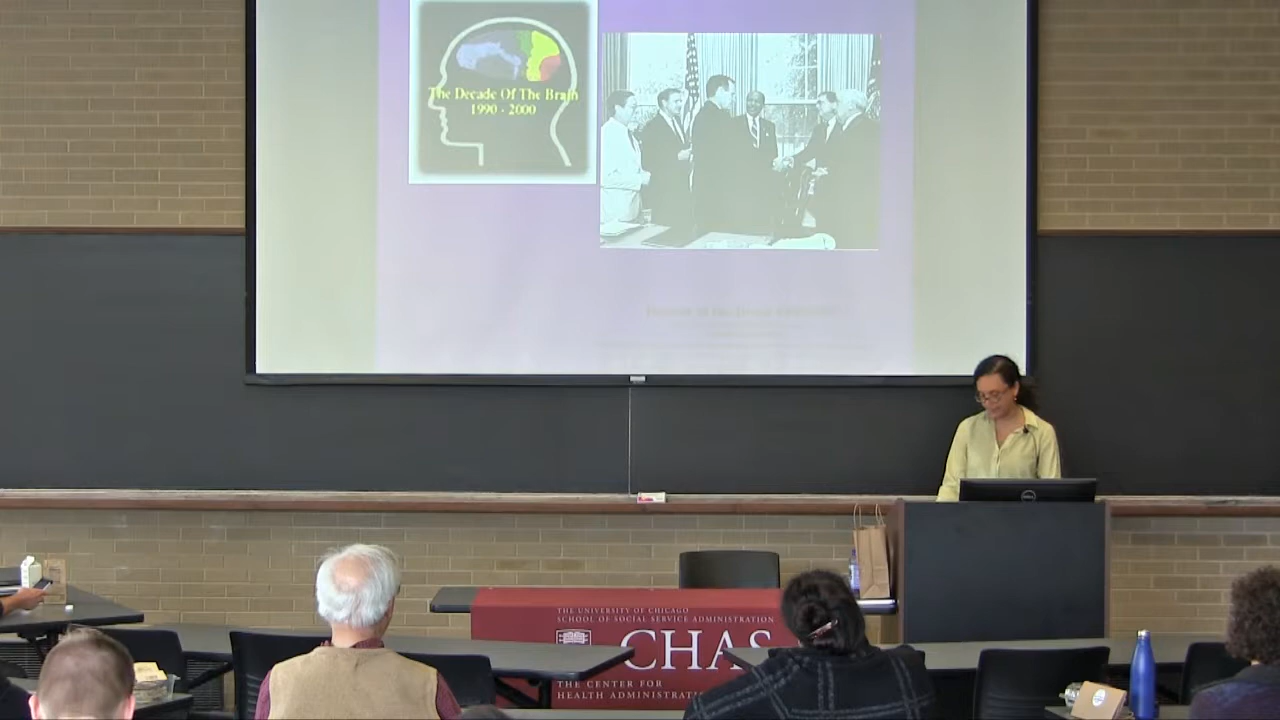 The Decade Of The Brain
1990 - 2000
DELL
THE UNIVERSITY OF CHICAGO
SCHOOL OF SOCIAL SERVICE ADMINISTRATION
CHAS
THE CENTER FOR
HEALTH